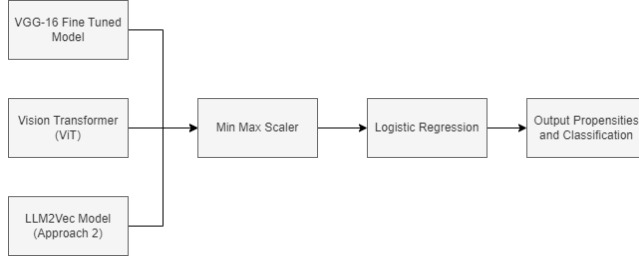 VGG-16 Fine Tuned
Model
Vision Transformer
(ViT)
LLM2Vec Model
(Approach 2)
Min Max Scaler
Logistic Regression
Output Propensities
and Classification